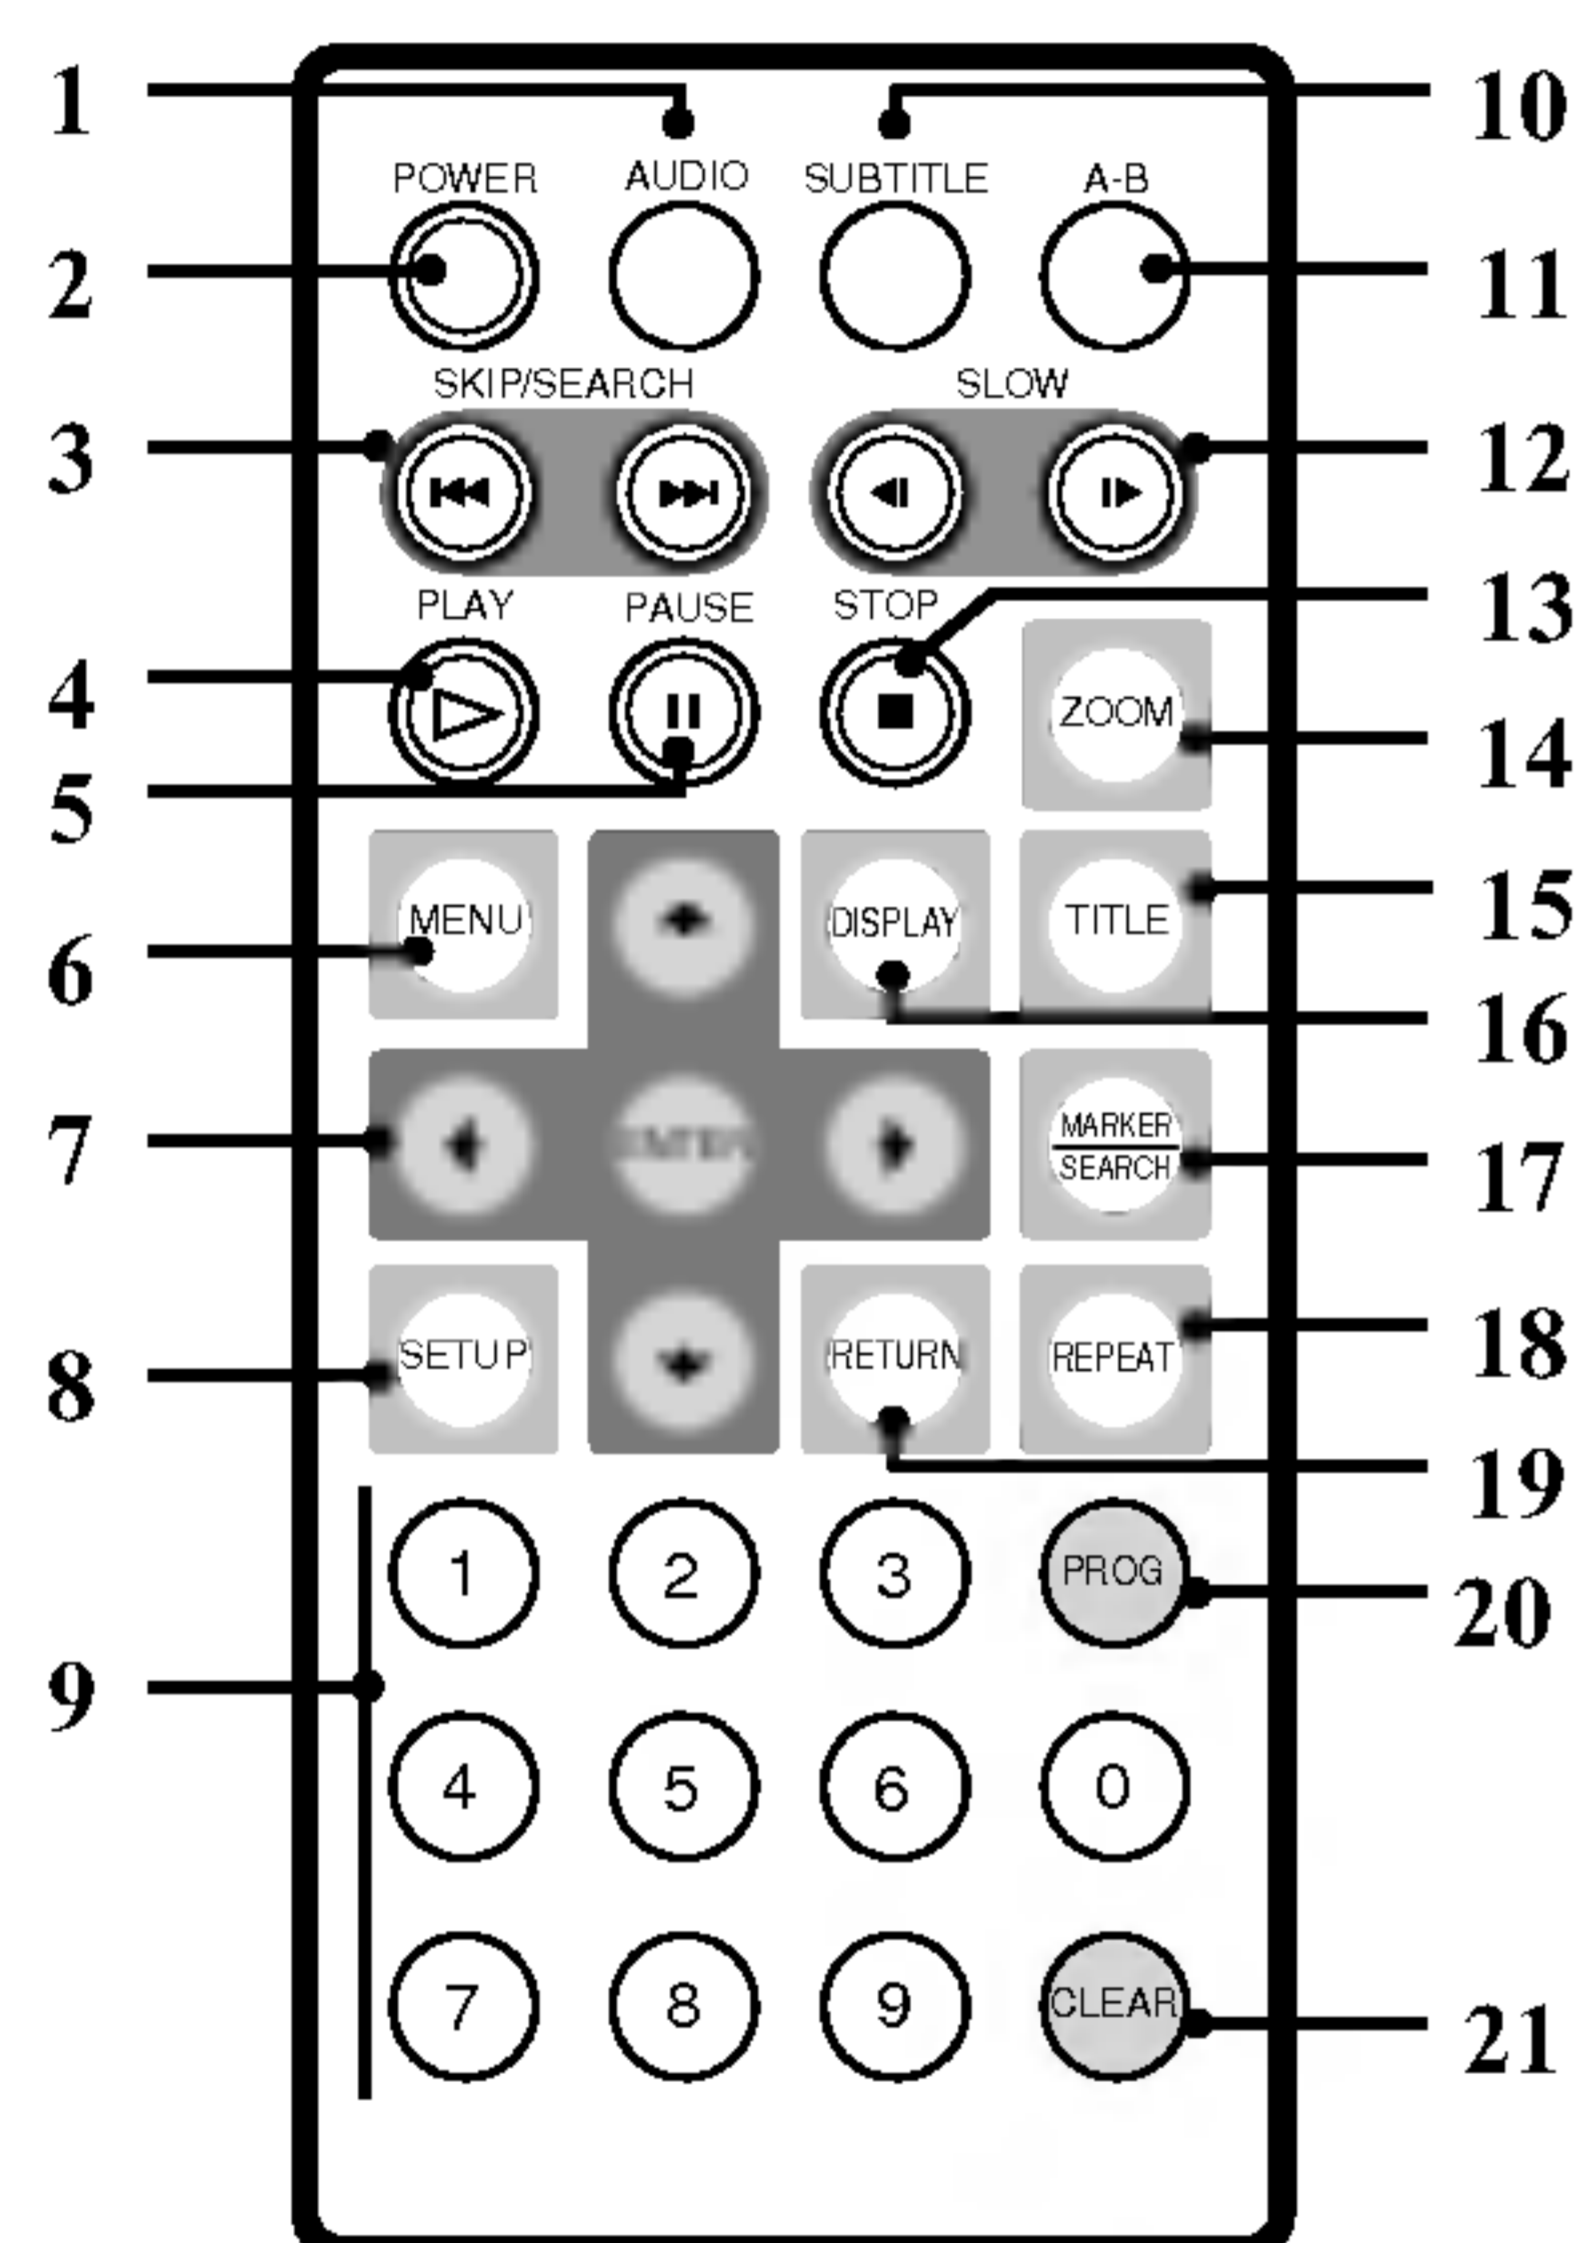 1 10
POWER AUDIO SUBTITLE A-B
2 11
SKIP/SEARCH SLOW
3 12
PLAY PAUSE STOP 13
4 ZOOM 14
5
MENU DISPLAY TITLE 15
6 16
7 ENTER MARKER
SEARCH 17
SETUP RETURN REPEAT 18
8
19
1 2 3 PROG 20
9
4 5 6 0
7 8 9 CLEAR 21